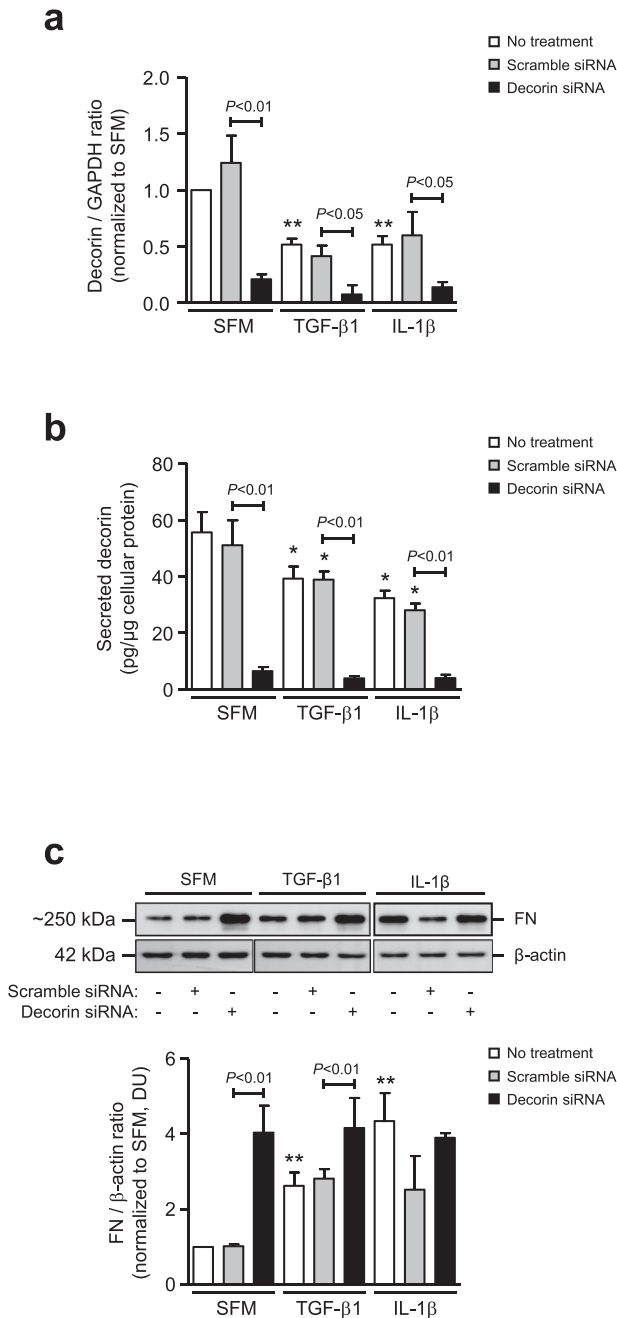 a
No treatment
Scramble siRNA
Decorin siRNA
Decorin / GAPDH ratio
(normalized to SFM)
2.0
1.5
1.0
0.5
0.0
P<0.01
**
P<0.05
**
P<0.05
SFM
TGF-β1
IL-1β
b
No treatment
Scramble siRNA
Decorin siRNA
Secreted decorin
(pg/µg cellular protein)
80
60
40
20
0
P<0.01
*
*
P<0.01
*
*
P<0.01
SFM
TGF-β1
IL-1β
c
SFM
TGF-β1
IL-1β
~250 kDa
FN
42 kDa
β-actin
Scramble siRNA: - + - - + - - + -
Decorin siRNA: - - + - - + - - +
No treatment
Scramble siRNA
Decorin siRNA
FN / β-actin ratio
(normalized to SFM, DU)
6
4
2
0
P<0.01
**
P<0.01
**
SFM
TGF-β1
IL-1β